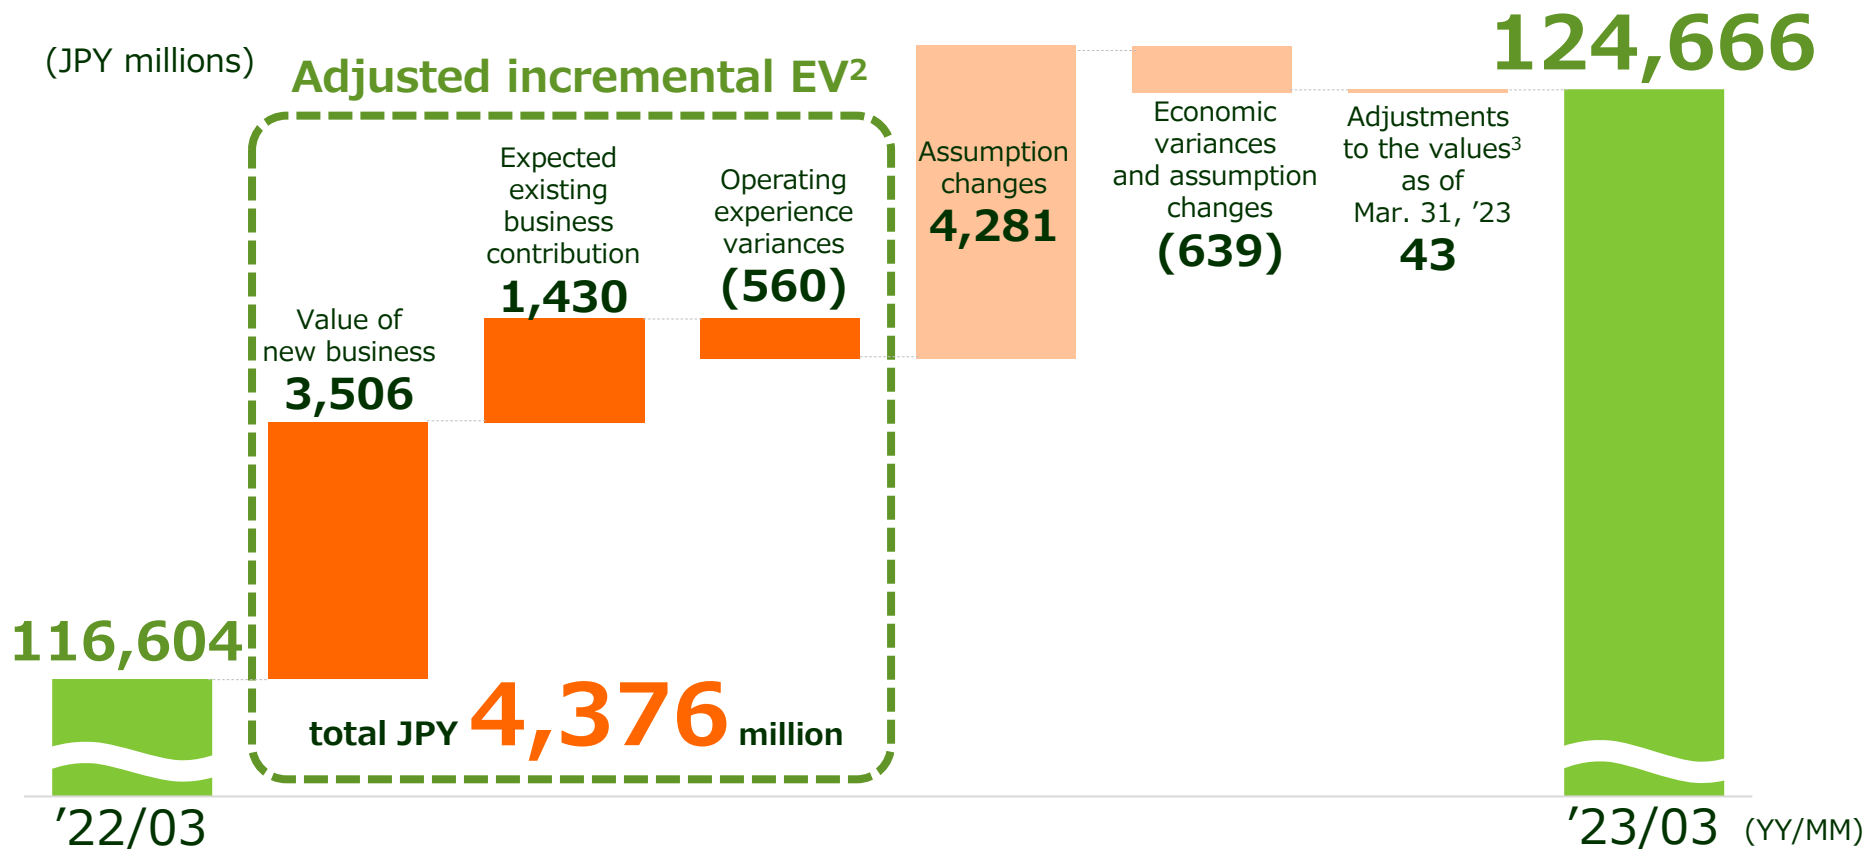 (JPY millions)
Adjusted incremental EV²
124,666
Value of
new business
3,506
Expected
existing
business
contribution
1,430
Operating
experience
variances
(560)
Assumption
changes
4,281
Economic
variances
and assumption
changes
(639)
Adjustments
to the values³
as of
Mar. 31, ’23
43
116,604
total JPY 4,376 million
’22/03
’23/03 (YY/MM)